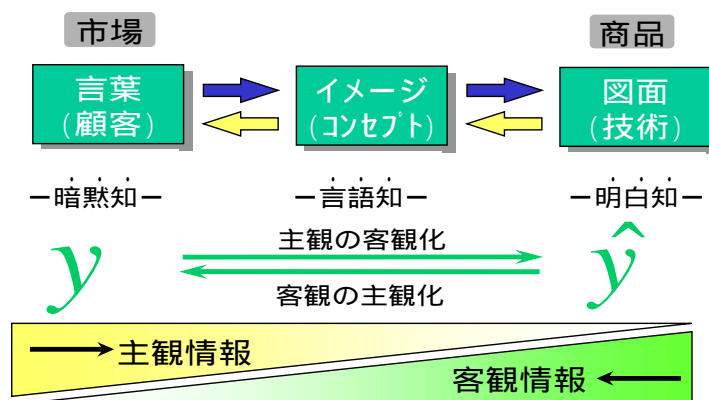 市場
商品
言葉
(顧客)
イメージ
(コンセプト)
図面
(技術)
ー暗黙知ー
ー言語知ー
ー明白知ー
y
主観の客観化
ŷ
客観の主観化
主観情報
客観情報